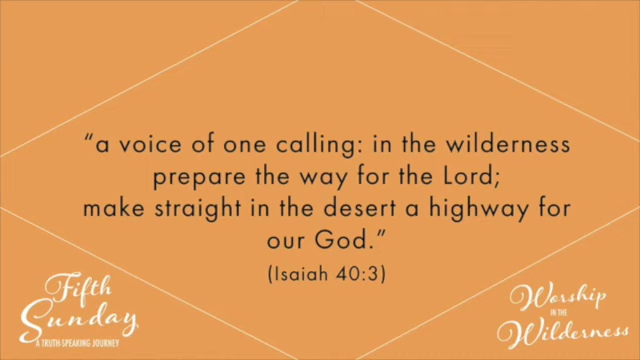 “a voice of one calling: in the wilderness
prepare the way for the Lord;
make straight in the desert a highway for
our God.”
(Isaiah 40:3)
Fifth
Sunday
A TRUTH-SPEAKING JOURNEY
Worship
IN THE
Wilderness